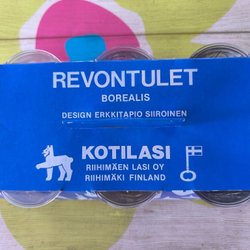 REVONTULET
BOREALIS
DESIGN ERKKITAPIO SIIROINEN
KOTILASI
RIIHIMÄEN LASI OY
RIIHIMÄKI FINLAND